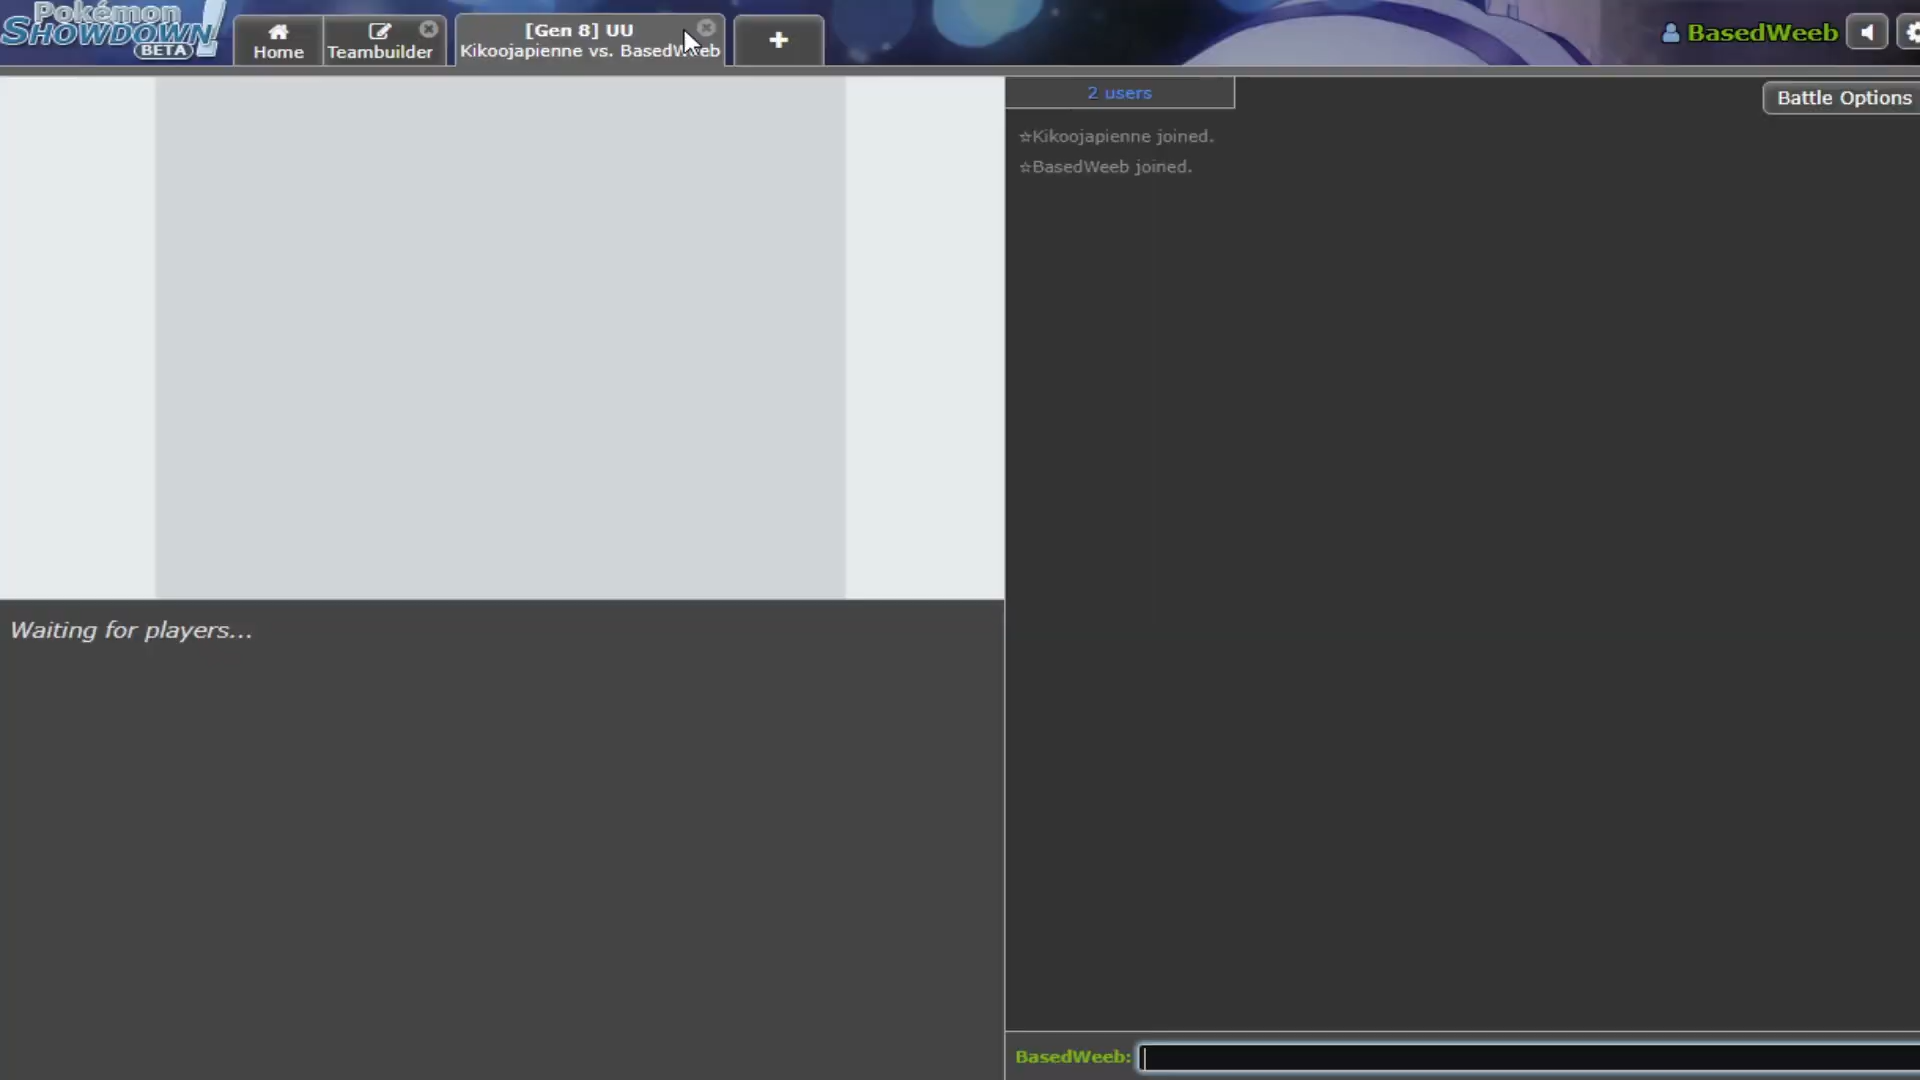 Pokémon
SHOWDOWN!
BETA
Home
Teambuilder
[Gen 8] UU
Kikoojapienne vs. BasedWeeb
BasedWeeb
2 users
Battle Options
☆Kikoojapienne joined.
☆BasedWeeb joined.
Waiting for players...
BasedWeeb: